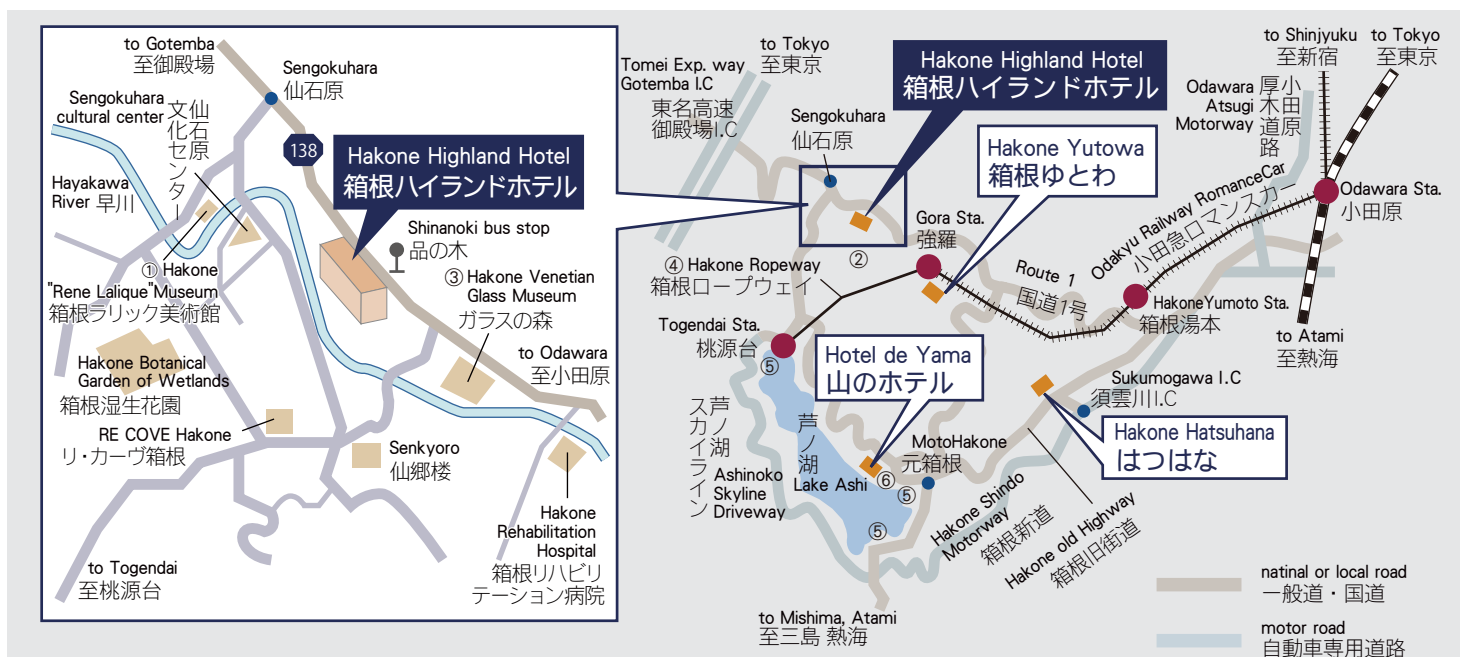 to Gotemba
至御殿場
Sengokuhara
仙石原
Sengokuhara
cultural center
仙石原
文化センター
138
Hakone Highland Hotel
箱根ハイランドホテル
Hayakawa
River 早川
Shinanoki bus stop
品の木
① Hakone
"Rene Lalique"Museum
箱根ラリック美術館
③ Hakone Venetian
Glass Museum
ガラスの森
Hakone Botanical
Garden of Wetlands
箱根湿生花園
to Odawara
至小田原
RE COVE Hakone
リ・カーヴ箱根
Senkyoro
仙郷楼
Hakone
Rehabilitation
Hospital
箱根リハビリ
テーション病院
to Togendai
至桃源台
Tomei Exp. way
Gotemba I.C
東名高速
御殿場I.C
to Tokyo
至東京
Sengokuhara
仙石原
Hakone Highland Hotel
箱根ハイランドホテル
to Shinjyuku
至新宿
to Tokyo
至東京
Odawara
Atsugi
Motorway
小田原
厚木道路
Hakone Yutowa
箱根ゆとわ
Gora Sta.
強羅
②
④ Hakone Ropeway
箱根ロープウェイ
Route 1
国道1号
Odakyu Railway RomanceCar
小田急ロマンスカー
Odawara Sta.
小田原
HakoneYumoto Sta.
箱根湯本
to Atami
至熱海
Togendai Sta.
桃源台
⑤
Hotel de Yama
山のホテル
Sukumogawa I.C
須雲川I.C
Hakone Hatsuhana
はつはな
芦ノ湖
スカイライン
Ashinoko
Skyline
Driveway
芦ノ湖
Lake Ashi
MotoHakone
元箱根
⑥
⑤
⑤
Hakone Shindo
Motorway
箱根新道
Hakone old Highway
箱根旧街道
to Mishima, Atami
至三島 熱海
natinal or local road
一般道・国道
motor road
自動車専用道路